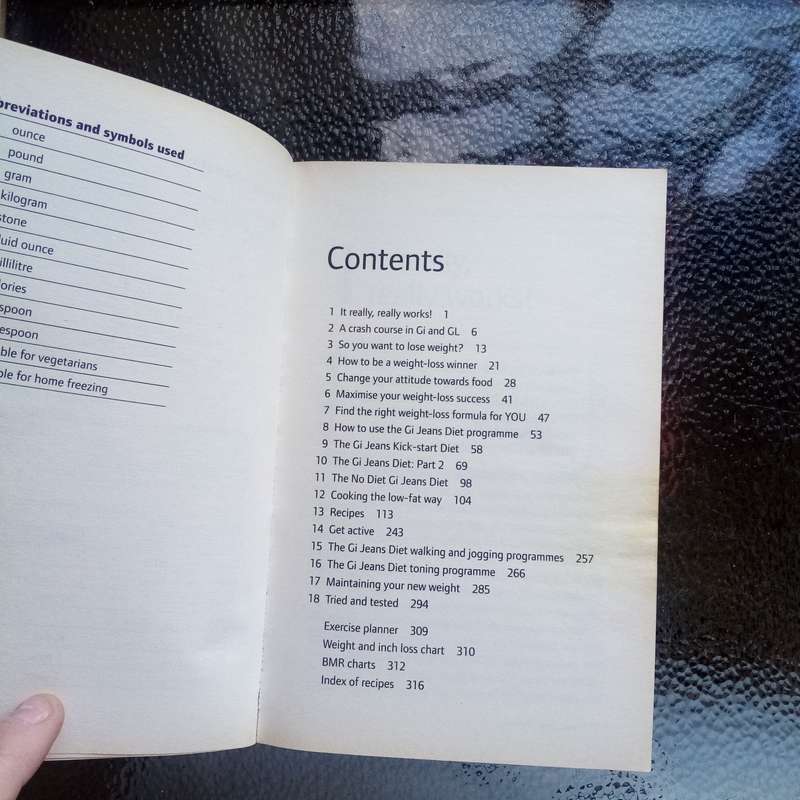 breviations and symbols used
ounce
pound
gram
kilogram
stone
luid ounce
illilitre
lories
spoon
espoon
ble for vegetarians
ble for home freezing
Contents
1 It really, really works! 1
2 A crash course in Gi and GL 6
3 So you want to lose weight? 13
4 How to be a weight-loss winner 21
5 Change your attitude towards food 28
6 Maximise your weight-loss success 41
7 Find the right weight-loss formula for YOU 47
8 How to use the Gi Jeans Diet programme 53
9 The Gi Jeans Kick-start Diet 58
10 The Gi Jeans Diet: Part 2 69
11 The No Diet Gi Jeans Diet 98
12 Cooking the low-fat way 104
13 Recipes 113
14 Get active 243
15 The Gi Jeans Diet walking and jogging programmes 257
16 The Gi Jeans Diet toning programme 266
17 Maintaining your new weight 285
18 Tried and tested 294
Exercise planner 309
Weight and inch loss chart 310
BMR charts 312
Index of recipes 316